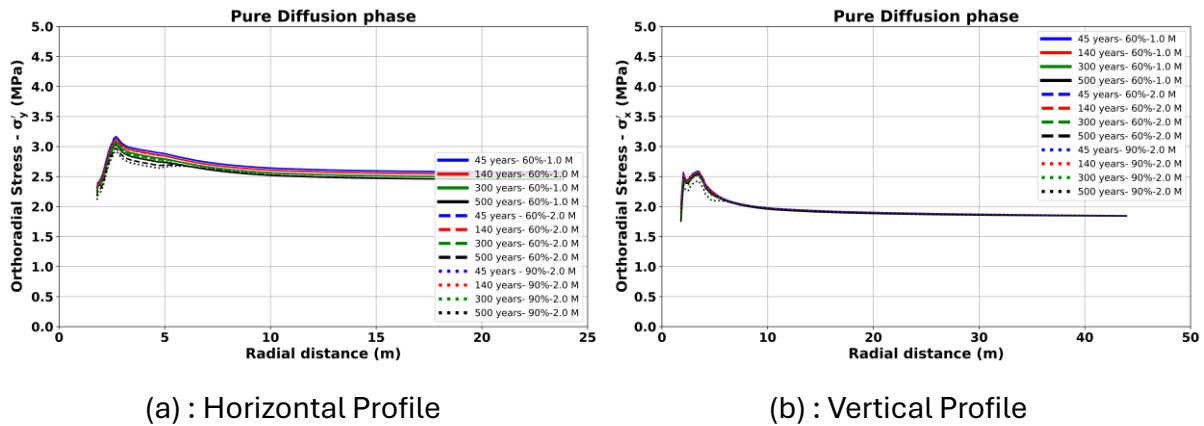 Pure Diffusion phase
Orthoradial Stress - σ′y (MPa)
5.0
4.5
4.0
3.5
3.0
2.5
2.0
1.5
1.0
0.5
0.0
45 years- 60%-1.0 M
140 years- 60%-1.0 M
300 years- 60%-1.0 M
500 years- 60%-1.0 M
45 years - 60%-2.0 M
140 years- 60%-2.0 M
300 years- 60%-2.0 M
500 years- 60%-2.0 M
45 years - 90%-2.0 M
140 years- 90%-2.0 M
300 years- 90%-2.0 M
500 years- 90%-2.0 M
0 5 10 15 20 25
Radial distance (m)
(a) : Horizontal Profile
Pure Diffusion phase
Orthoradial Stress - σ′x (MPa)
5.0
4.5
4.0
3.5
3.0
2.5
2.0
1.5
1.0
0.5
0.0
45 years- 60%-1.0 M
140 years- 60%-1.0 M
300 years- 60%-1.0 M
500 years- 60%-1.0 M
45 years- 60%-2.0 M
140 years- 60%-2.0 M
300 years- 60%-2.0 M
500 years- 60%-2.0 M
45 years- 90%-2.0 M
140 years- 90%-2.0 M
300 years- 90%-2.0 M
500 years- 90%-2.0 M
0 10 20 30 40 50
Radial distance (m)
(b) : Vertical Profile